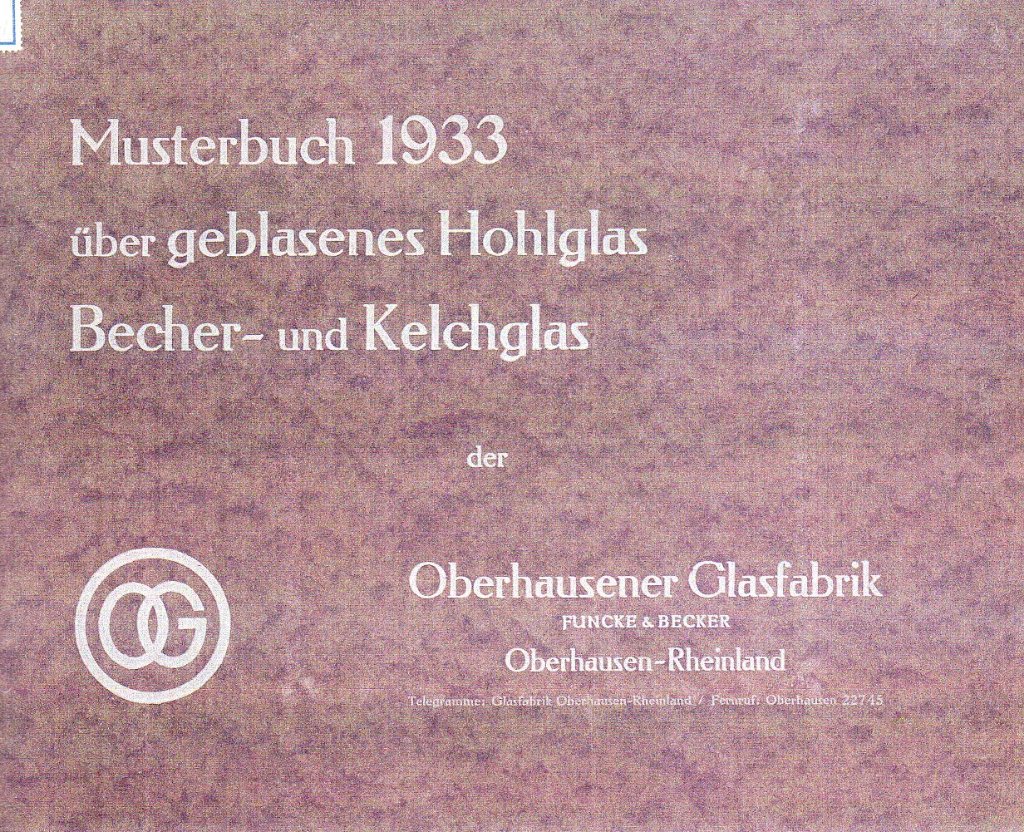 Musterbuch 1933
über geblasenes Hohlglas
Becher- und Kelchglas
der
OG
Oberhausener Glasfabrik
FUNCKE & BECKER
Oberhausen-Rheinland
Telegramme: Glasfabrik Oberhausen-Rheinland / Fernruf: Oberhausen 22745